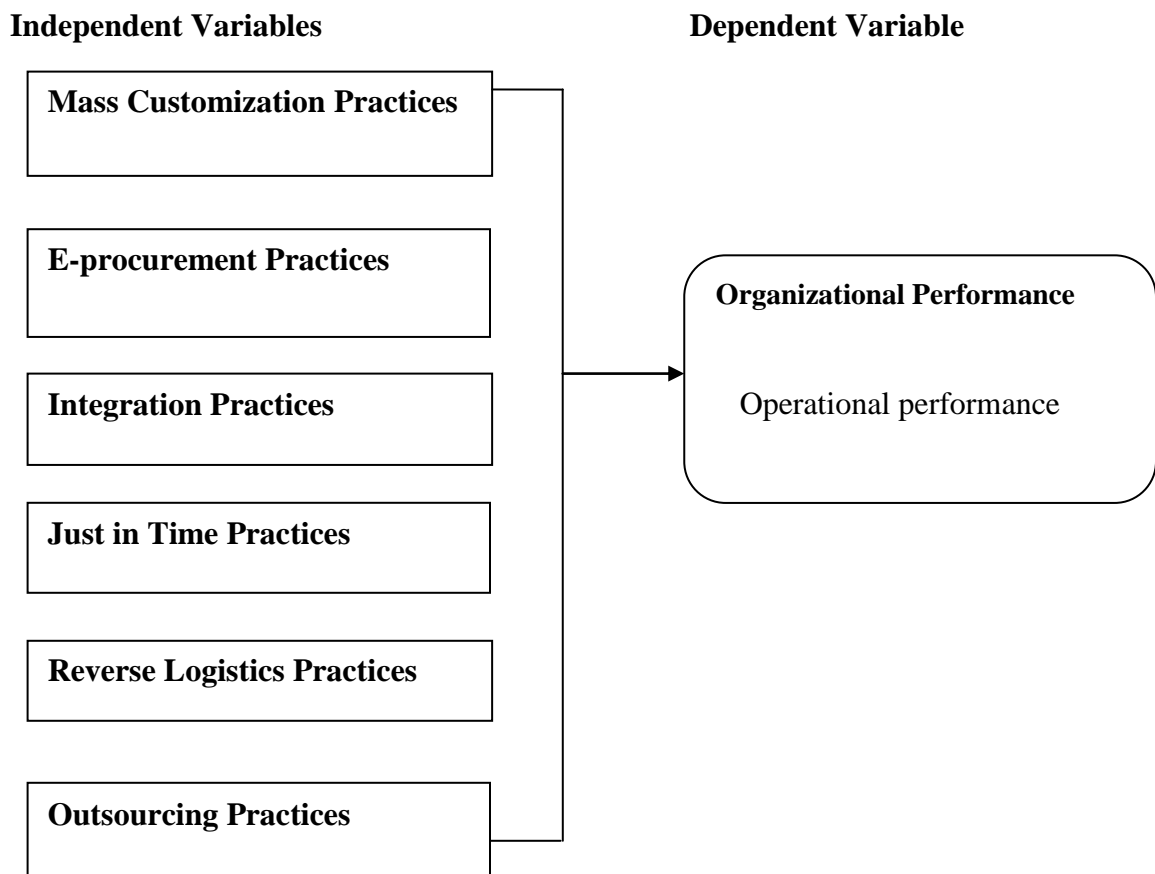 Independent Variables
Dependent Variable
Mass Customization Practices
E-procurement Practices
Integration Practices
Just in Time Practices
Reverse Logistics Practices
Outsourcing Practices
Organizational Performance
Operational performance